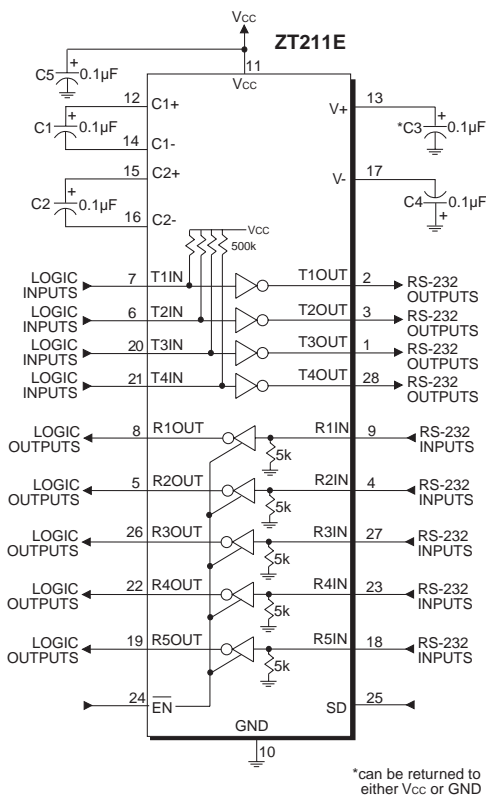 Vcc
ZT211E
C5 + 0.1µF
11
Vcc
12 C1+
C1 + 0.1µF
14 C1-
15 C2+
C2 + 0.1µF
16 C2-
V+ 13
*C3 + 0.1µF
V- 17
C4 0.1µF
+
Vcc
500k
LOGIC INPUTS 7 T1IN T1OUT 2 RS-232 OUTPUTS
LOGIC INPUTS 6 T2IN T2OUT 3 RS-232 OUTPUTS
LOGIC INPUTS 20 T3IN T3OUT 1 RS-232 OUTPUTS
LOGIC INPUTS 21 T4IN T4OUT 28 RS-232 OUTPUTS
LOGIC OUTPUTS 8 R1OUT R1IN 9 RS-232 INPUTS
5k
LOGIC OUTPUTS 5 R2OUT R2IN 4 RS-232 INPUTS
5k
LOGIC OUTPUTS 26 R3OUT R3IN 27 RS-232 INPUTS
5k
LOGIC OUTPUTS 22 R4OUT R4IN 23 RS-232 INPUTS
5k
LOGIC OUTPUTS 19 R5OUT R5IN 18 RS-232 INPUTS
5k
24 EN SD 25
GND
10
*can be returned to
either Vcc or GND